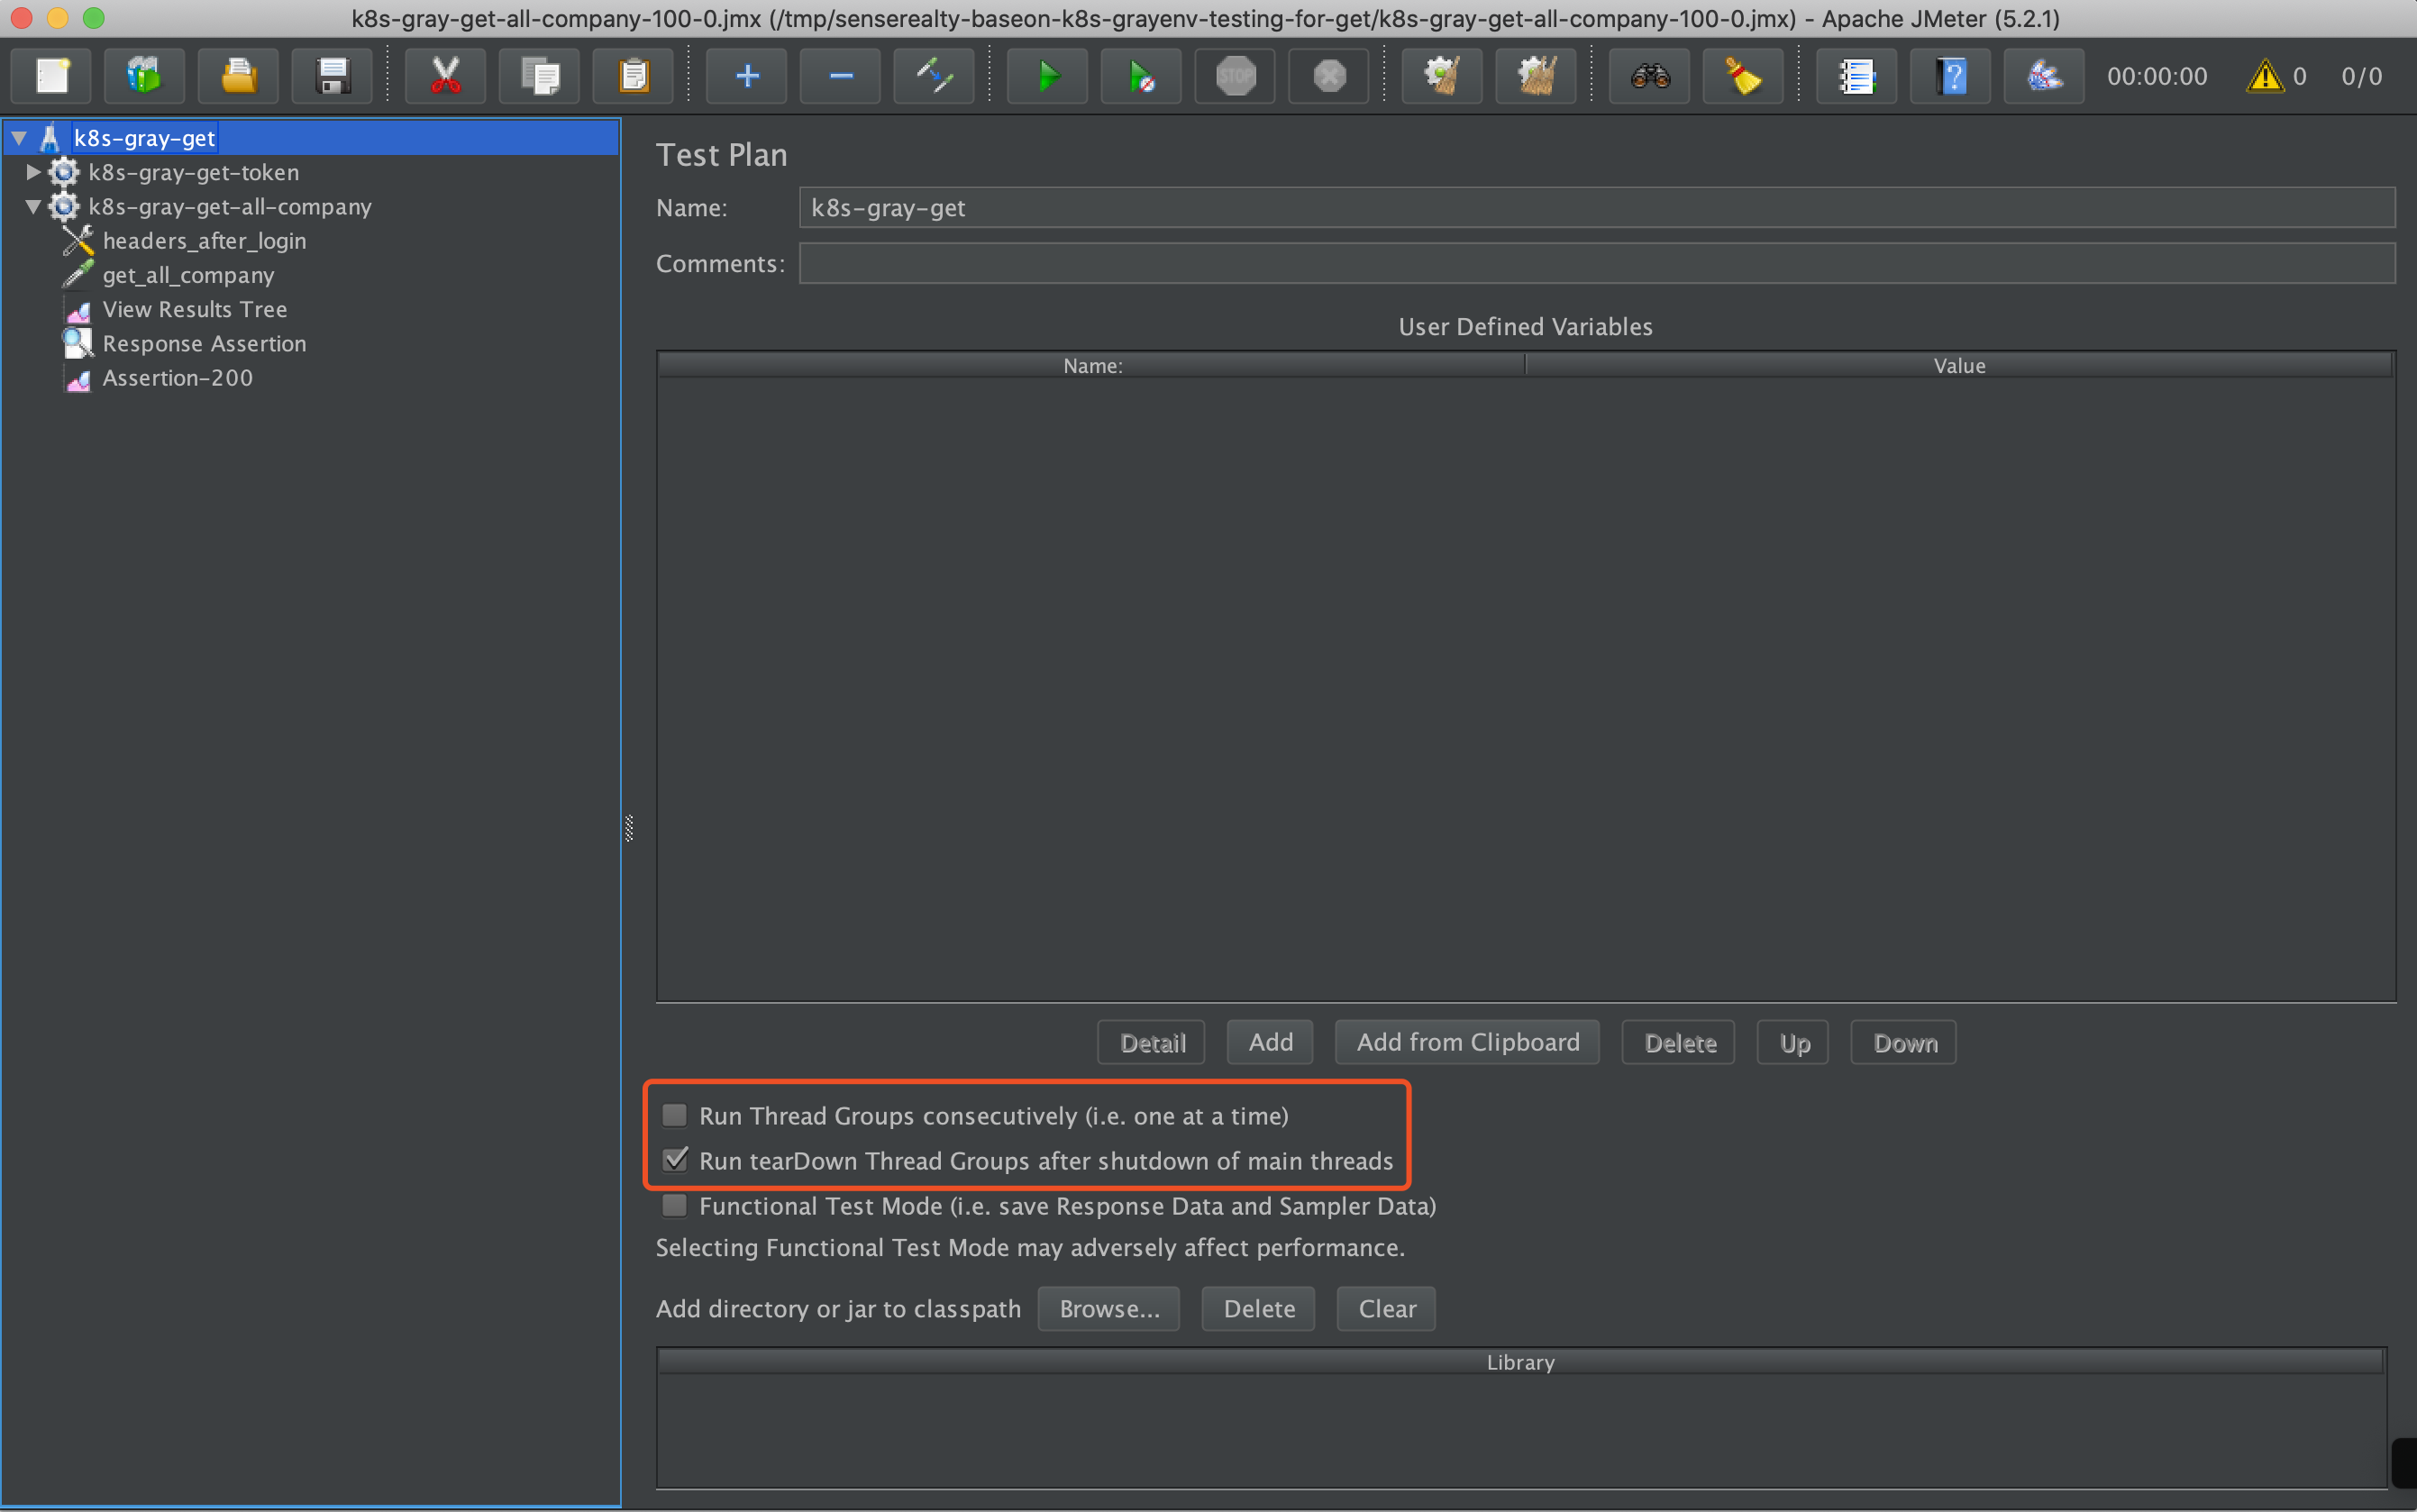 k8s-gray-get-all-company-100-0.jmx (/tmp/senserealty-baseon-k8s-grayenv-testing-for-get/k8s-gray-get-all-company-100-0.jmx) - Apache JMeter (5.2.1)
STOP
00:00:00
0
0/0
k8s-gray-get
k8s-gray-get-token
k8s-gray-get-all-company
headers_after_login
get_all_company
View Results Tree
Response Assertion
Assertion-200
Test Plan
Name: k8s-gray-get
Comments:
User Defined Variables
Name: Value
Detail Add Add from Clipboard Delete Up Down
Run Thread Groups consecutively (i.e. one at a time)
Run tearDown Thread Groups after shutdown of main threads
Functional Test Mode (i.e. save Response Data and Sampler Data)
Selecting Functional Test Mode may adversely affect performance.
Add directory or jar to classpath Browse... Delete Clear
Library